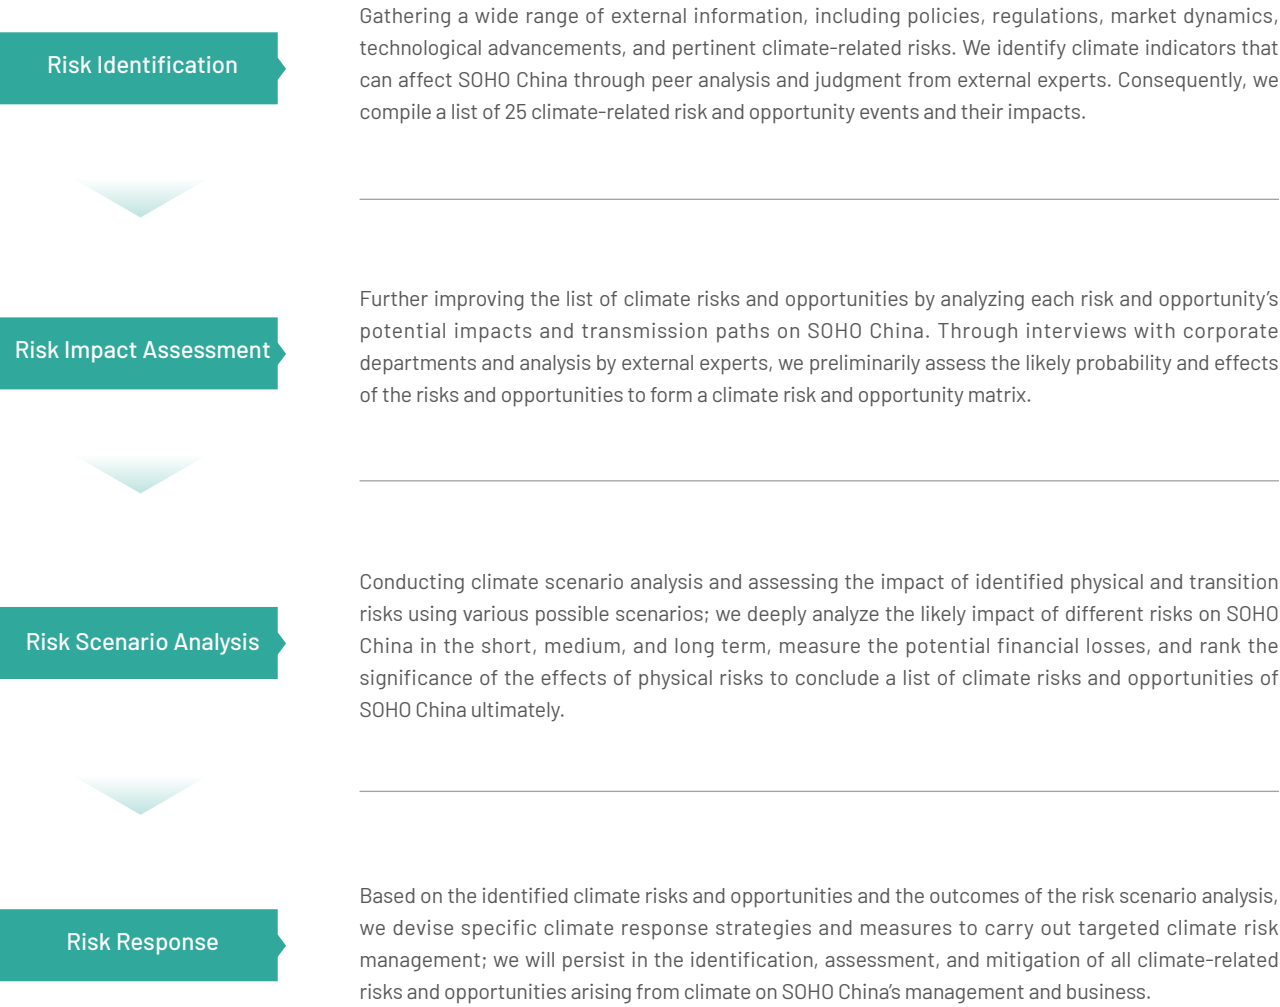 Risk Identification
Gathering a wide range of external information, including policies, regulations, market dynamics,
technological advancements, and pertinent climate-related risks. We identify climate indicators that
can affect SOHO China through peer analysis and judgment from external experts. Consequently, we
compile a list of 25 climate-related risk and opportunity events and their impacts.
Risk Impact Assessment
Further improving the list of climate risks and opportunities by analyzing each risk and opportunity’s
potential impacts and transmission paths on SOHO China. Through interviews with corporate
departments and analysis by external experts, we preliminarily assess the likely probability and effects
of the risks and opportunities to form a climate risk and opportunity matrix.
Risk Scenario Analysis
Conducting climate scenario analysis and assessing the impact of identified physical and transition
risks using various possible scenarios; we deeply analyze the likely impact of different risks on SOHO
China in the short, medium, and long term, measure the potential financial losses, and rank the
significance of the effects of physical risks to conclude a list of climate risks and opportunities of
SOHO China ultimately.
Risk Response
Based on the identified climate risks and opportunities and the outcomes of the risk scenario analysis,
we devise specific climate response strategies and measures to carry out targeted climate risk
management; we will persist in the identification, assessment, and mitigation of all climate-related
risks and opportunities arising from climate on SOHO China’s management and business.